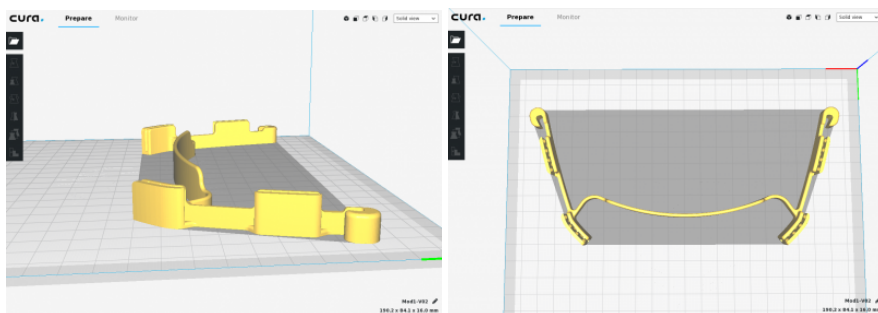 cura. Prepare Monitor Solid view
Mod1-V02
190.2 x 84.1 x 16.0 mm
cura. Prepare Monitor Solid view
Mod1-V02
190.2 x 84.1 x 16.0 mm